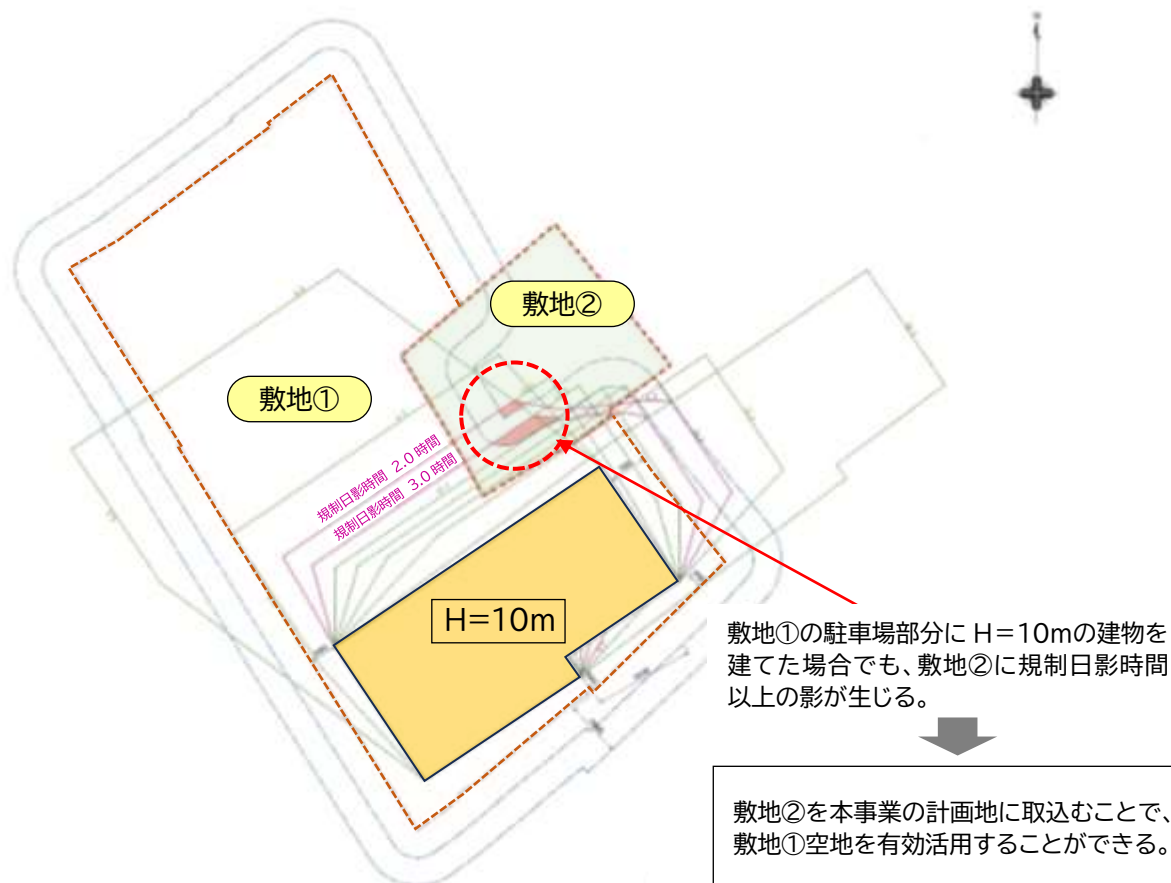 敷地②
敷地①
規制日影時間 2.0 時間
規制日影時間 3.0 時間
H=10m
敷地①の駐車場部分に H=10mの建物を
建てた場合でも、敷地②に規制日影時間
以上の影が生じる。
敷地②を本事業の計画地に取込むことで、
敷地①空地を有効活用することができる。